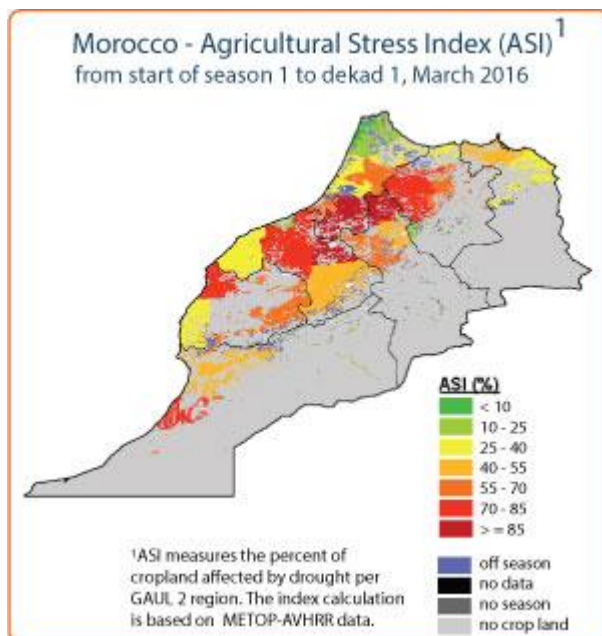 Morocco - Agricultural Stress Index (ASI)1
from start of season 1 to dekad 1, March 2016
ASI (%)
< 10
10 - 25
25 - 40
40 - 55
55 - 70
70 - 85
> = 85
off season
no data
no season
no crop land
1ASI measures the percent of
cropland affected by drought per
GAUL 2 region. The index calculation
is based on METOP-AVHRR data.